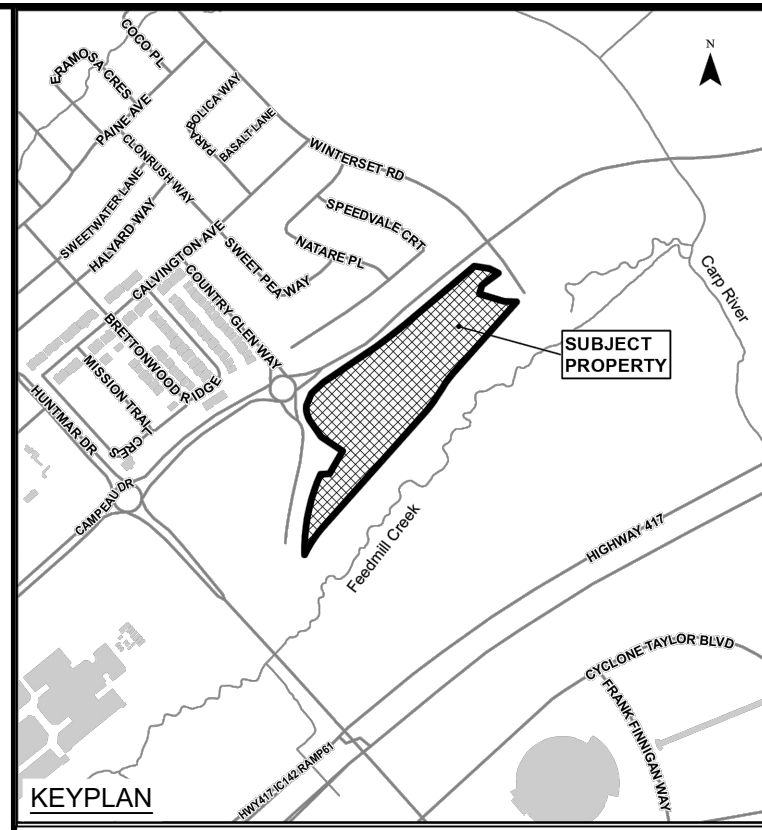 COCO PL
N
ERAMOSA CRES
PAINE AVE
PARABOLICA WAY
BASALT LANE
CLONRUSH WAY
WINTERSET RD
SWEETWATER LANE
HALYARD WAY
SPEEDVALE CRT
CALVINGTON AVE
SWEET PEA WAY
NATARE PL
COUNTRY GLEN WAY
Carp River
BRETTONWOOD RIDGE
SUBJECT
PROPERTY
MISSION TRAIL CRES
HUNTMAR DR
CAMPEAU DR
Feedmill Creek
HIGHWAY 417
CYCLONE TAYLOR BLVD
FRANK FINNIGAN WAY
HWY417 IC142 RAMP61
KEYPLAN